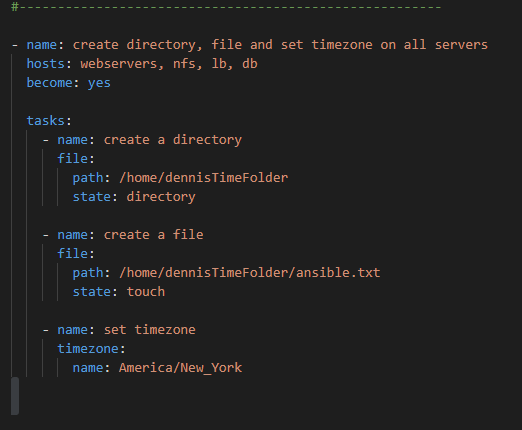 #-------------------------------------------------------
- name: create directory, file and set timezone on all servers
  hosts: webservers, nfs, lb, db
  become: yes
  tasks:
    - name: create a directory
      file:
        path: /home/dennisTimeFolder
        state: directory
    - name: create a file
      file:
        path: /home/dennisTimeFolder/ansible.txt
        state: touch
    - name: set timezone
      timezone:
        name: America/New_York